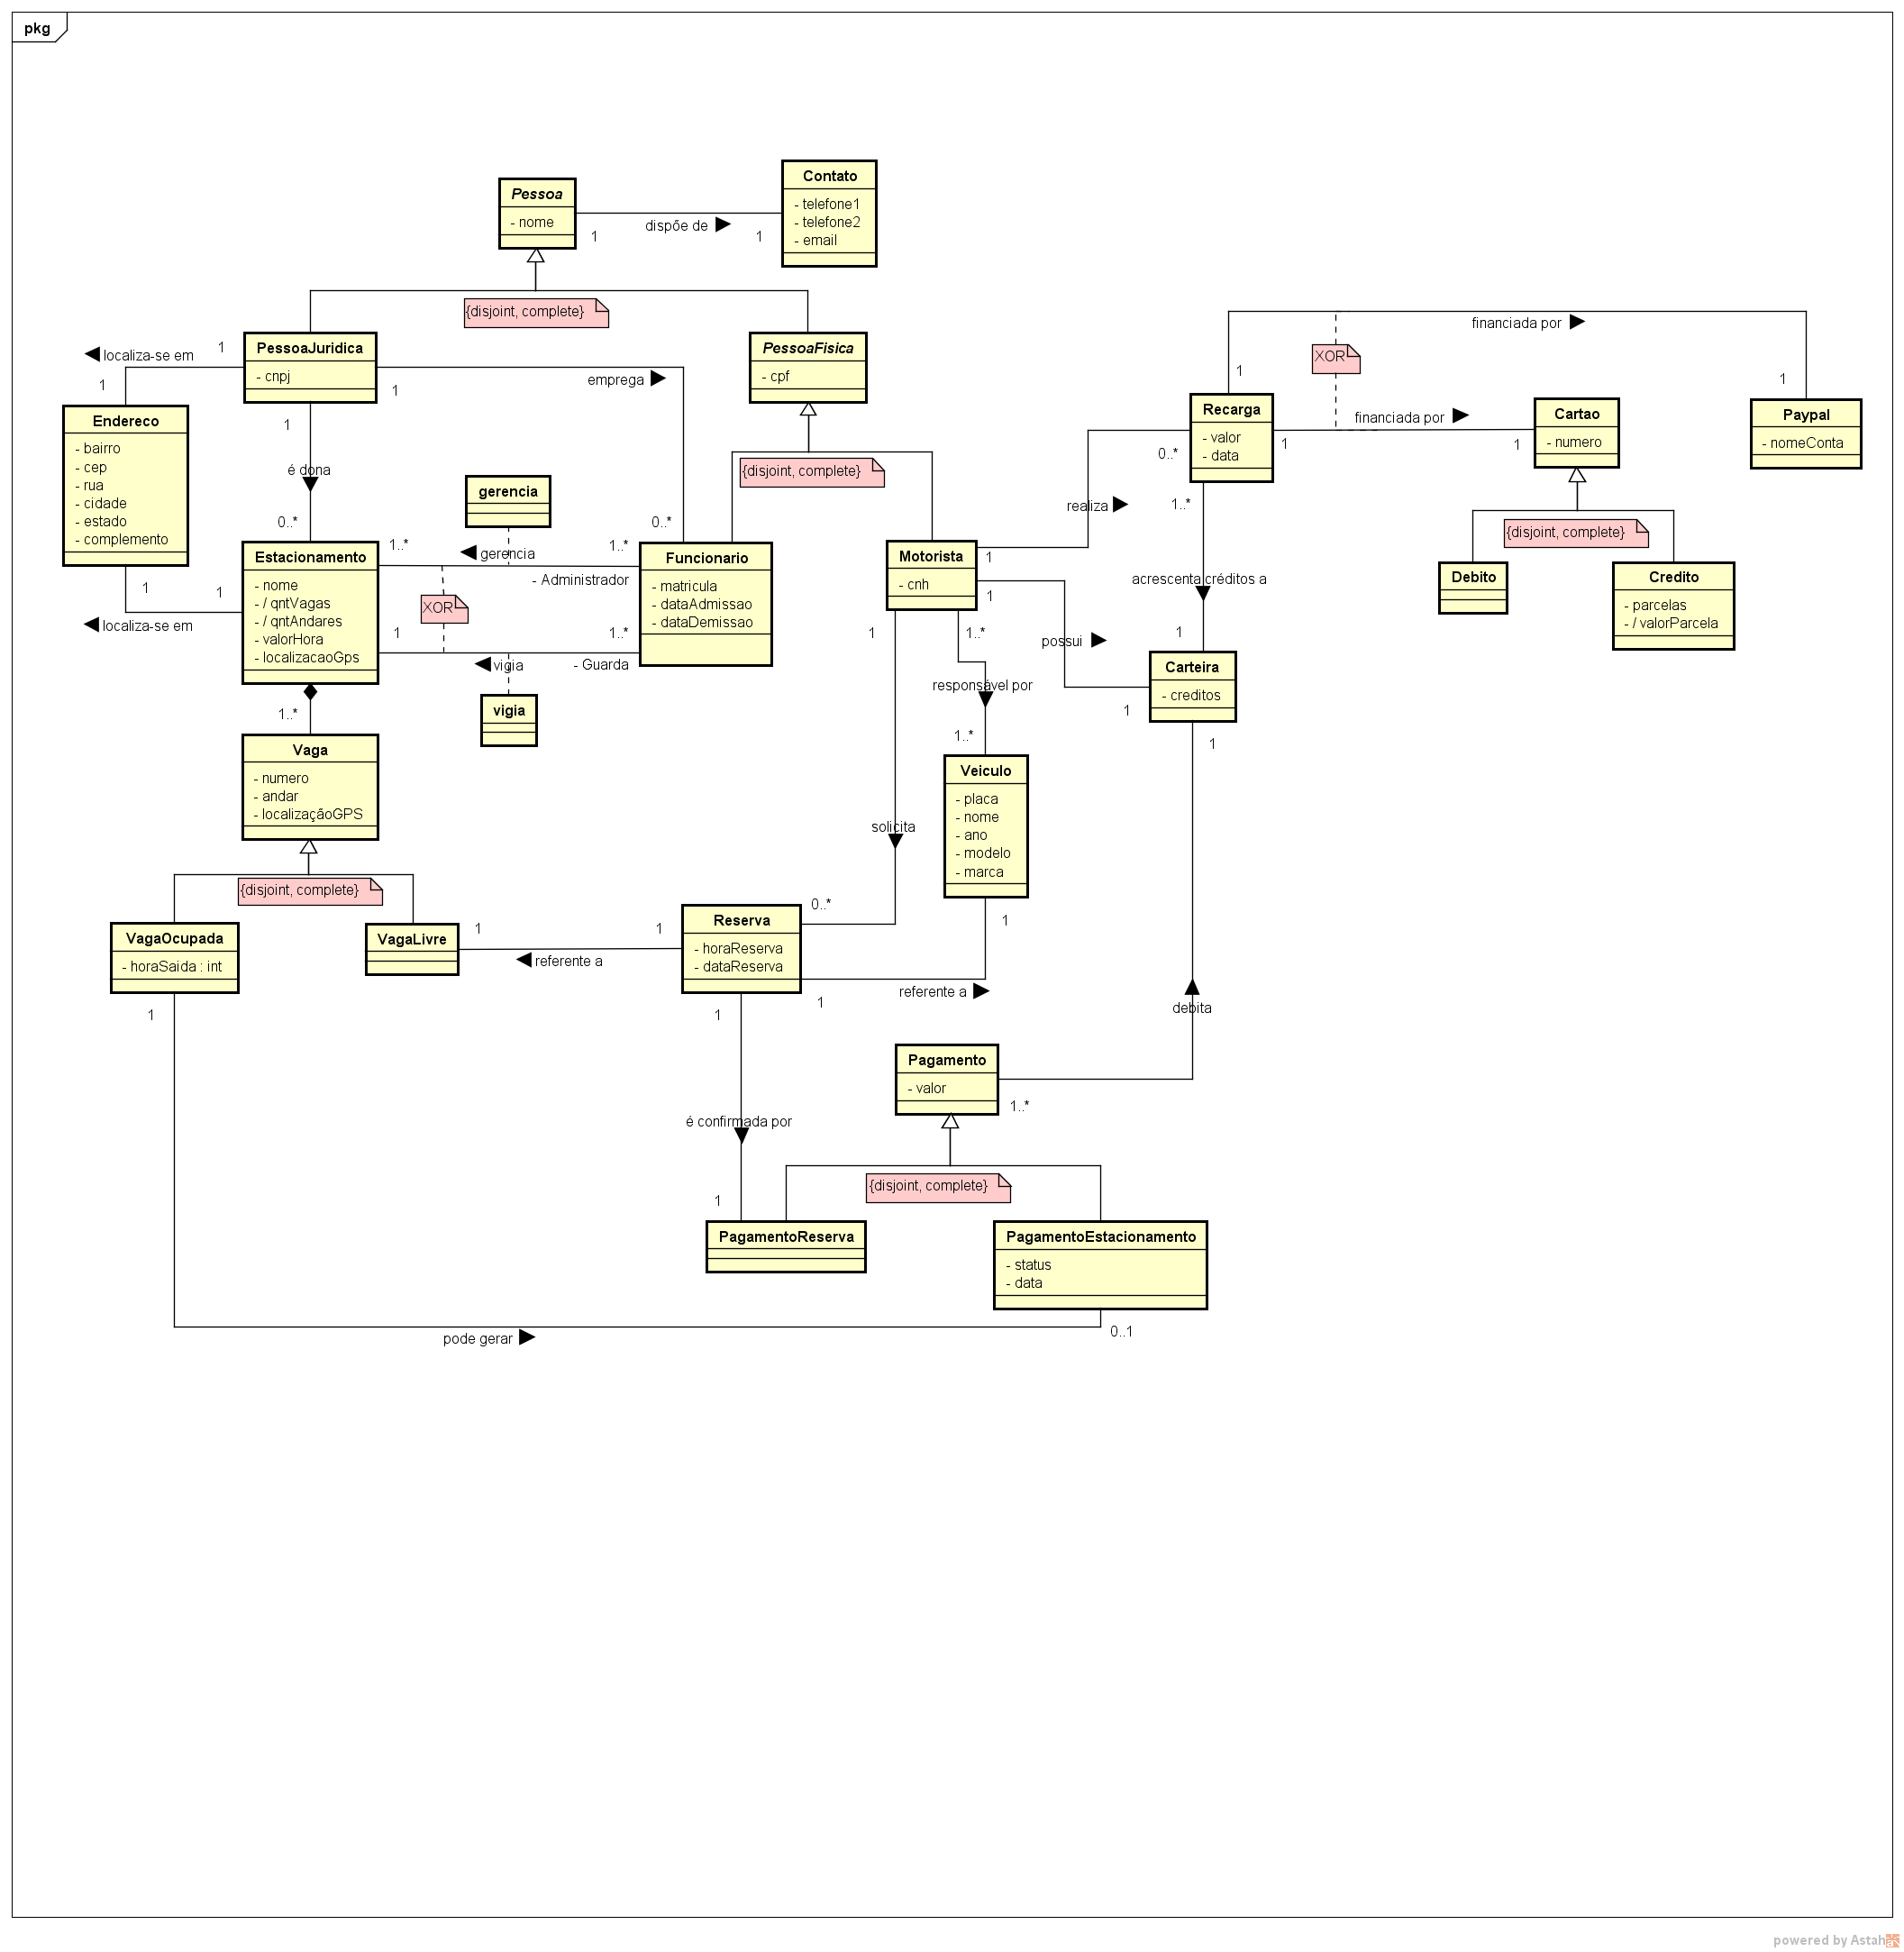 pkg
Pessoa
- nome
1
dispõe de
1
Contato
- telefone1
- telefone2
- email
{disjoint, complete}
PessoaJuridica
- cnpj
PessoaFisica
- cpf
localiza-se em
1
1
1
emprega
0..*
1
é dona
0..*
Endereco
- bairro
- cep
- rua
- cidade
- estado
- complemento
1
1
localiza-se em
{disjoint, complete}
financiada por
XOR
1
1
Recarga
- valor
- data
financiada por
1
1
Cartao
- numero
Paypal
- nomeConta
{disjoint, complete}
Debito
Credito
- parcelas
- / valorParcela
gerencia
1..*
gerencia
1..*
- Administrador
Estacionamento
- nome
- / qntVagas
- / qntAndares
- valorHora
- localizacaoGps
XOR
1
vigia
1..*
- Guarda
vigia
Funcionario
- matricula
- dataAdmissao
- dataDemissao
Motorista
- cnh
1
realiza
0..*
1..*
acrescenta créditos a
1
1
possui
1
Carteira
- creditos
1
1
1..*
responsável por
1..*
1..*
Vaga
- numero
- andar
- localizaçãoGPS
{disjoint, complete}
Veiculo
- placa
- nome
- ano
- modelo
- marca
solicita
0..*
VagaOcupada
- horaSaida : int
VagaLivre
1
referente a
1
Reserva
- horaReserva
- dataReserva
1
referente a
1
1
1
debita
Pagamento
- valor
1..*
é confirmada por
1
{disjoint, complete}
PagamentoReserva
PagamentoEstacionamento
- status
- data
pode gerar
0..1
powered by Astah